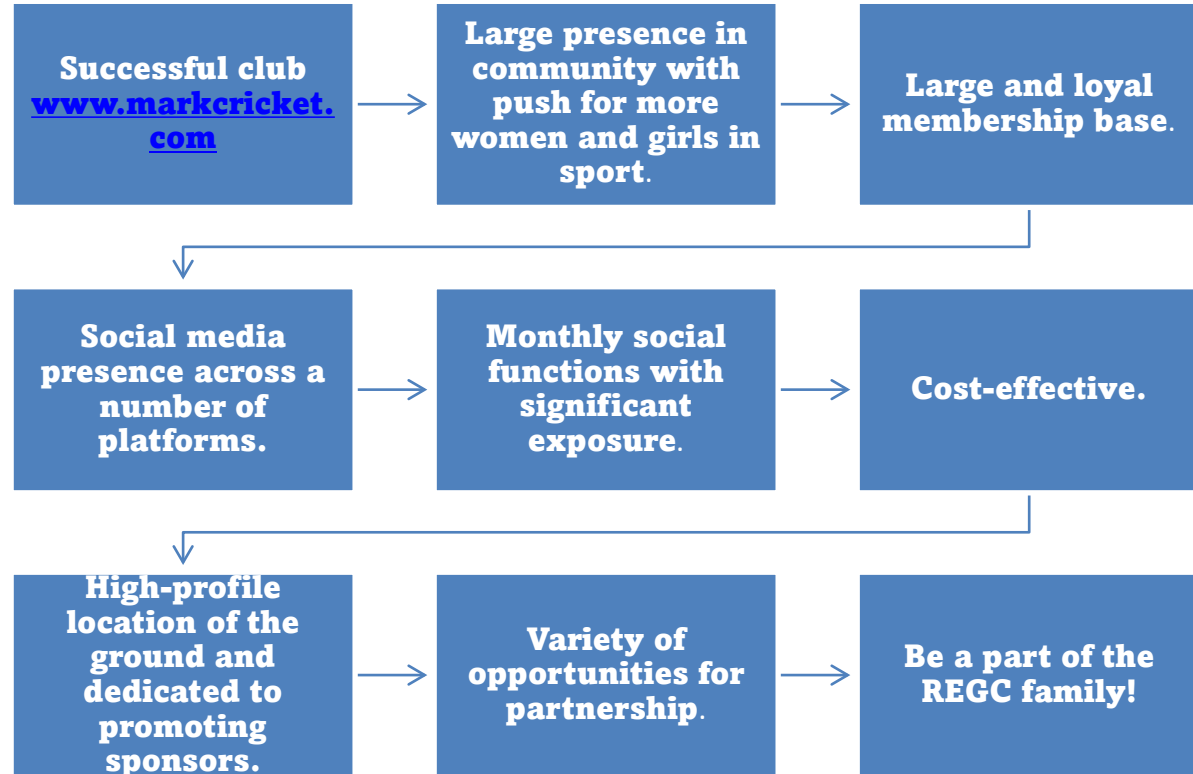 Successful club
www.markcricket.
com
Large presence in
community with
push for more
women and girls in
sport.
Large and loyal
membership base.
Social media
presence across a
number of
platforms.
Monthly social
functions with
significant
exposure.
Cost-effective.
High-profile
location of the
ground and
dedicated to
promoting
sponsors.
Variety of
opportunities for
partnership.
Be a part of the
REGC family!